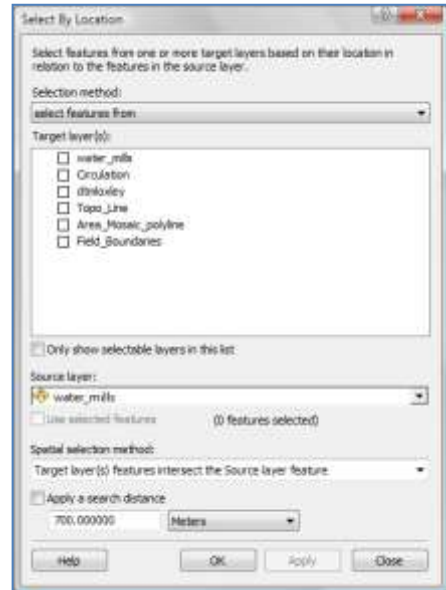 Select By Location
Select features from one or more target layers based on their location in
relation to the features in the source layer.
Selection method:
select features from
Target layer(s):
water_mills
Circulation
dtmloxley
Topo_Line
Area_Mosaic_polyline
Field_Boundaries
Only show selectable layers in this list
Source layer:
water_mills
Use selected features (0 features selected)
Spatial selection method:
Target layer(s) features intersect the Source layer feature
Apply a search distance
700.000000 Meters
Help OK Apply Close